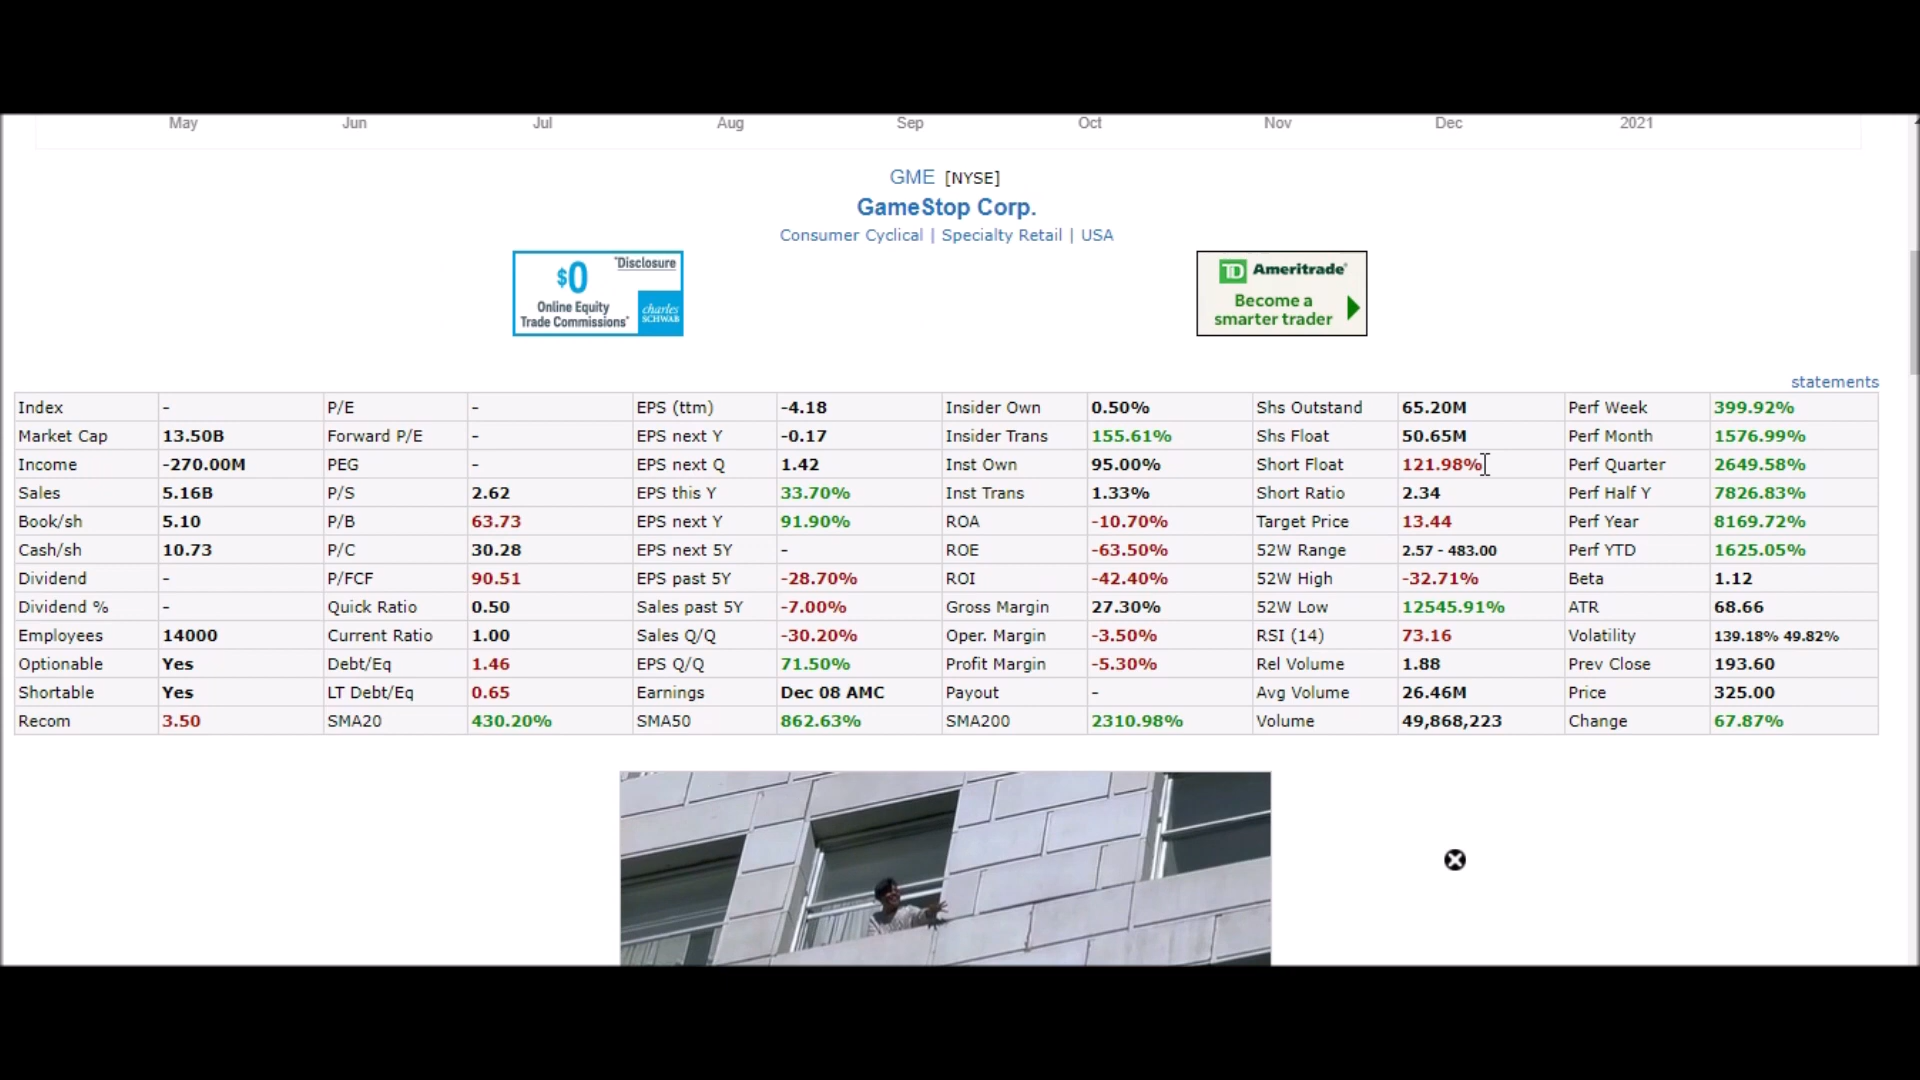 May Jun Jul Aug Sep Oct Nov Dec 2021
GME [NYSE]
GameStop Corp.
Consumer Cyclical | Specialty Retail | USA
$0 *Disclosure
Online Equity
Trade Commissions*
charles
SCHWAB
TD Ameritrade
Become a
smarter trader
statements
Index - P/E - EPS (ttm) -4.18 Insider Own 0.50% Shs Outstand 65.20M Perf Week 399.92%
Market Cap 13.50B Forward P/E - EPS next Y -0.17 Insider Trans 155.61% Shs Float 50.65M Perf Month 1576.99%
Income -270.00M PEG - EPS next Q 1.42 Inst Own 95.00% Short Float 121.98% Perf Quarter 2649.58%
Sales 5.16B P/S 2.62 EPS this Y 33.70% Inst Trans 1.33% Short Ratio 2.34 Perf Half Y 7826.83%
Book/sh 5.10 P/B 63.73 EPS next Y 91.90% ROA -10.70% Target Price 13.44 Perf Year 8169.72%
Cash/sh 10.73 P/C 30.28 EPS next 5Y - ROE -63.50% 52W Range 2.57 - 483.00 Perf YTD 1625.05%
Dividend - P/FCF 90.51 EPS past 5Y -28.70% ROI -42.40% 52W High -32.71% Beta 1.12
Dividend % - Quick Ratio 0.50 Sales past 5Y -7.00% Gross Margin 27.30% 52W Low 12545.91% ATR 68.66
Employees 14000 Current Ratio 1.00 Sales Q/Q -30.20% Oper. Margin -3.50% RSI (14) 73.16 Volatility 139.18% 49.82%
Optionable Yes Debt/Eq 1.46 EPS Q/Q 71.50% Profit Margin -5.30% Rel Volume 1.88 Prev Close 193.60
Shortable Yes LT Debt/Eq 0.65 Earnings Dec 08 AMC Payout - Avg Volume 26.46M Price 325.00
Recom 3.50 SMA20 430.20% SMA50 862.63% SMA200 2310.98% Volume 49,868,223 Change 67.87%